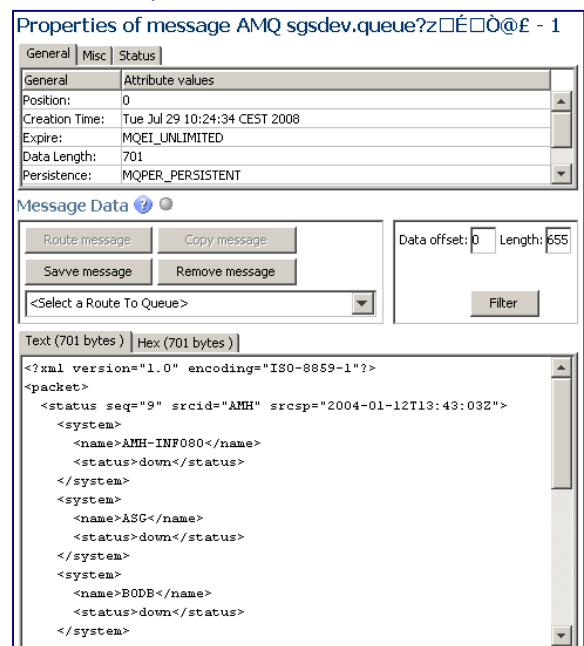 Properties of message AMQ sgsdev.queue?z□É□Ò@£ - 1
General Misc Status
General Attribute values
Position: 0
Creation Time: Tue Jul 29 10:24:34 CEST 2008
Expire: MQEI_UNLIMITED
Data Length: 701
Persistence: MQPER_PERSISTENT
Message Data ?
Route message Copy message Data offset: 0 Length: 655
Savve message Remove message
<Select a Route To Queue> Filter
Text (701 bytes ) Hex (701 bytes )
<?xml version="1.0" encoding="ISO-8859-1"?>
<packet>
<status seq="9" srcid="AMH" srcsp="2004-01-12T13:43:03Z">
<system>
<name>AMH-INF080</name>
<status>down</status>
</system>
<system>
<name>ASG</name>
<status>down</status>
</system>
<system>
<name>BODB</name>
<status>down</status>
</system>